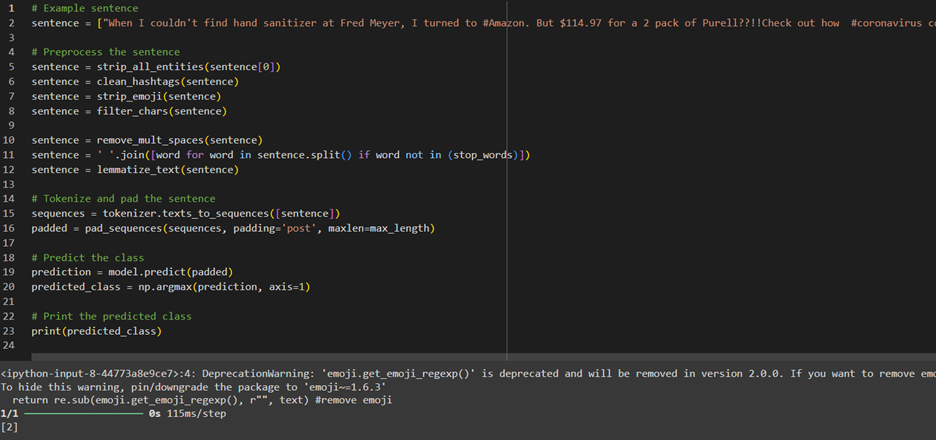 1 # Example sentence
2 sentence = ["When I couldn't find hand sanitizer at Fred Meyer, I turned to #Amazon. But $114.97 for a 2 pack of Purell??!!Check out how  #coronavirus
3
4 # Preprocess the sentence
5 sentence = strip_all_entities(sentence[0])
6 sentence = clean_hashtags(sentence)
7 sentence = strip_emoji(sentence)
8 sentence = filter_chars(sentence)
9
10 sentence = remove_mult_spaces(sentence)
11 sentence = ' '.join([word for word in sentence.split() if word not in (stop_words)])
12 sentence = lemmatize_text(sentence)
13
14 # Tokenize and pad the sentence
15 sequences = tokenizer.texts_to_sequences([sentence])
16 padded = pad_sequences(sequences, padding='post', maxlen=max_length)
17
18 # Predict the class
19 prediction = model.predict(padded)
20 predicted_class = np.argmax(prediction, axis=1)
21
22 # Print the predicted class
23 print(predicted_class)
24
<ipython-input-8-44773a8e9ce7>:4: DeprecationWarning: 'emoji.get_emoji_regexp()' is deprecated and will be removed in version 2.0.0. If you want to remove
To hide this warning, pin/downgrade the package to 'emoji~=1.6.3'
  return re.sub(emoji.get_emoji_regexp(), r"", text) #remove emoji
1/1 0s 115ms/step
[2]